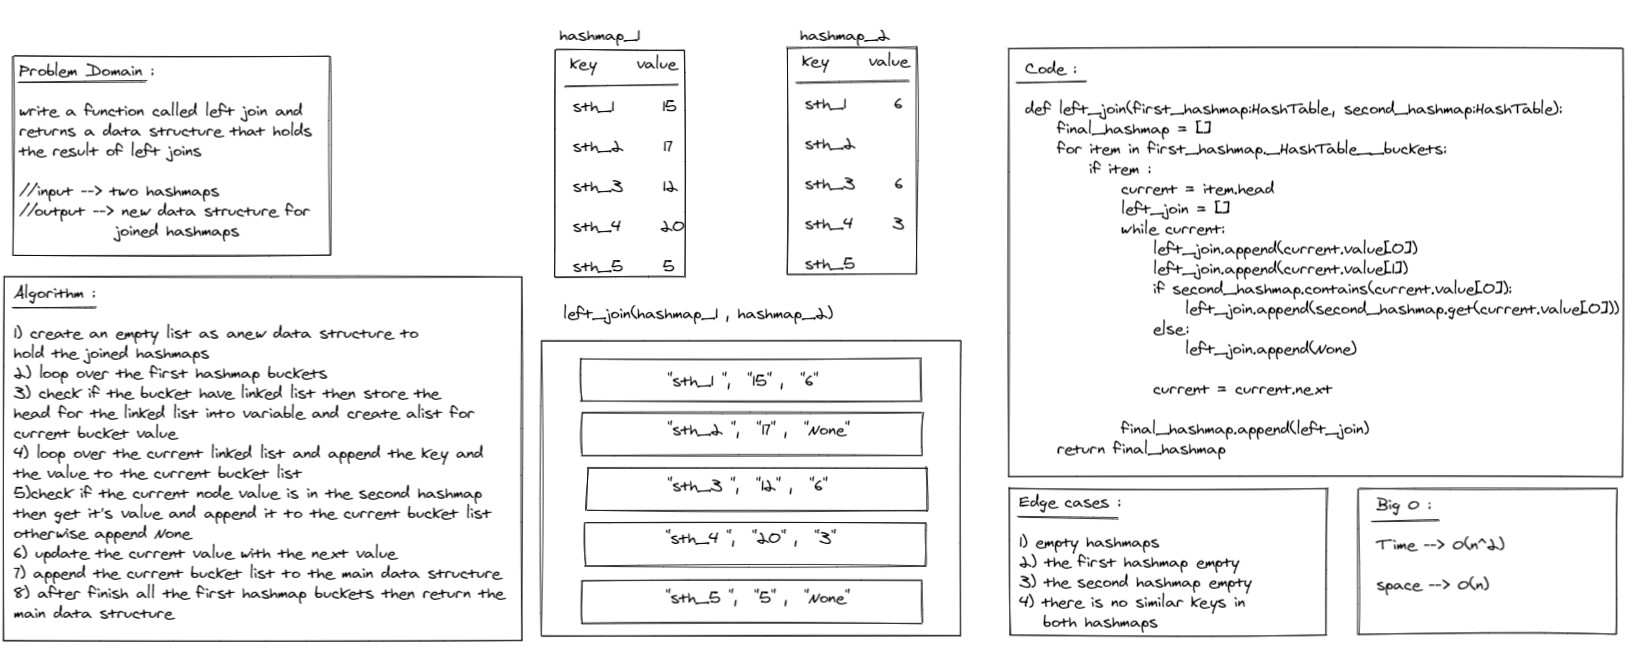 Problem Domain :
write a function called left join and
returns a data structure that holds
the result of left joins
//input --> two hashmaps
//output --> new data structure for
joined hashmaps
Algorithm :
1) create an empty list as anew data structure to
hold the joined hashmaps
2) loop over the first hashmap buckets
3) check if the bucket have linked list then store the
head for the linked list into variable and create alist for
current bucket value
4) loop over the current linked list and append the key and
the value to the current bucket list
5)check if the current node value is in the second hashmap
then get it's value and append it to the current bucket list
otherwise append None
6) update the current value with the next value
7) append the current bucket list to the main data structure
8) after finish all the first hashmap buckets then return the
main data structure
hashmap_1
key value
sth_1 15
sth_2 17
sth_3 12
sth_4 20
sth_5 5
hashmap_2
key value
sth_1 6
sth_2
sth_3 6
sth_4 3
sth_5
left_join(hashmap_1 , hashmap_2)
"sth_1 ", "15" , "6"
"sth_2 ", "17" , "None"
"sth_3 ", "12" , "6"
"sth_4 ", "20" , "3"
"sth_5 ", "5" , "None"
Code :
def left_join(first_hashmap:HashTable, second_hashmap:HashTable):
final_hashmap = []
for item in first_hashmap._HashTable__buckets:
if item :
current = item.head
left_join = []
while current:
left_join.append(current.value[0])
left_join.append(current.value[1])
if second_hashmap.contains(current.value[0]):
left_join.append(second_hashmap.get(current.value[0]))
else:
left_join.append(None)
current = current.next
final_hashmap.append(left_join)
return final_hashmap
Edge cases :
1) empty hashmaps
2) the first hashmap empty
3) the second hashmap empty
4) there is no similar keys in
both hashmaps
Big O :
Time --> O(n^2)
space --> O(n)